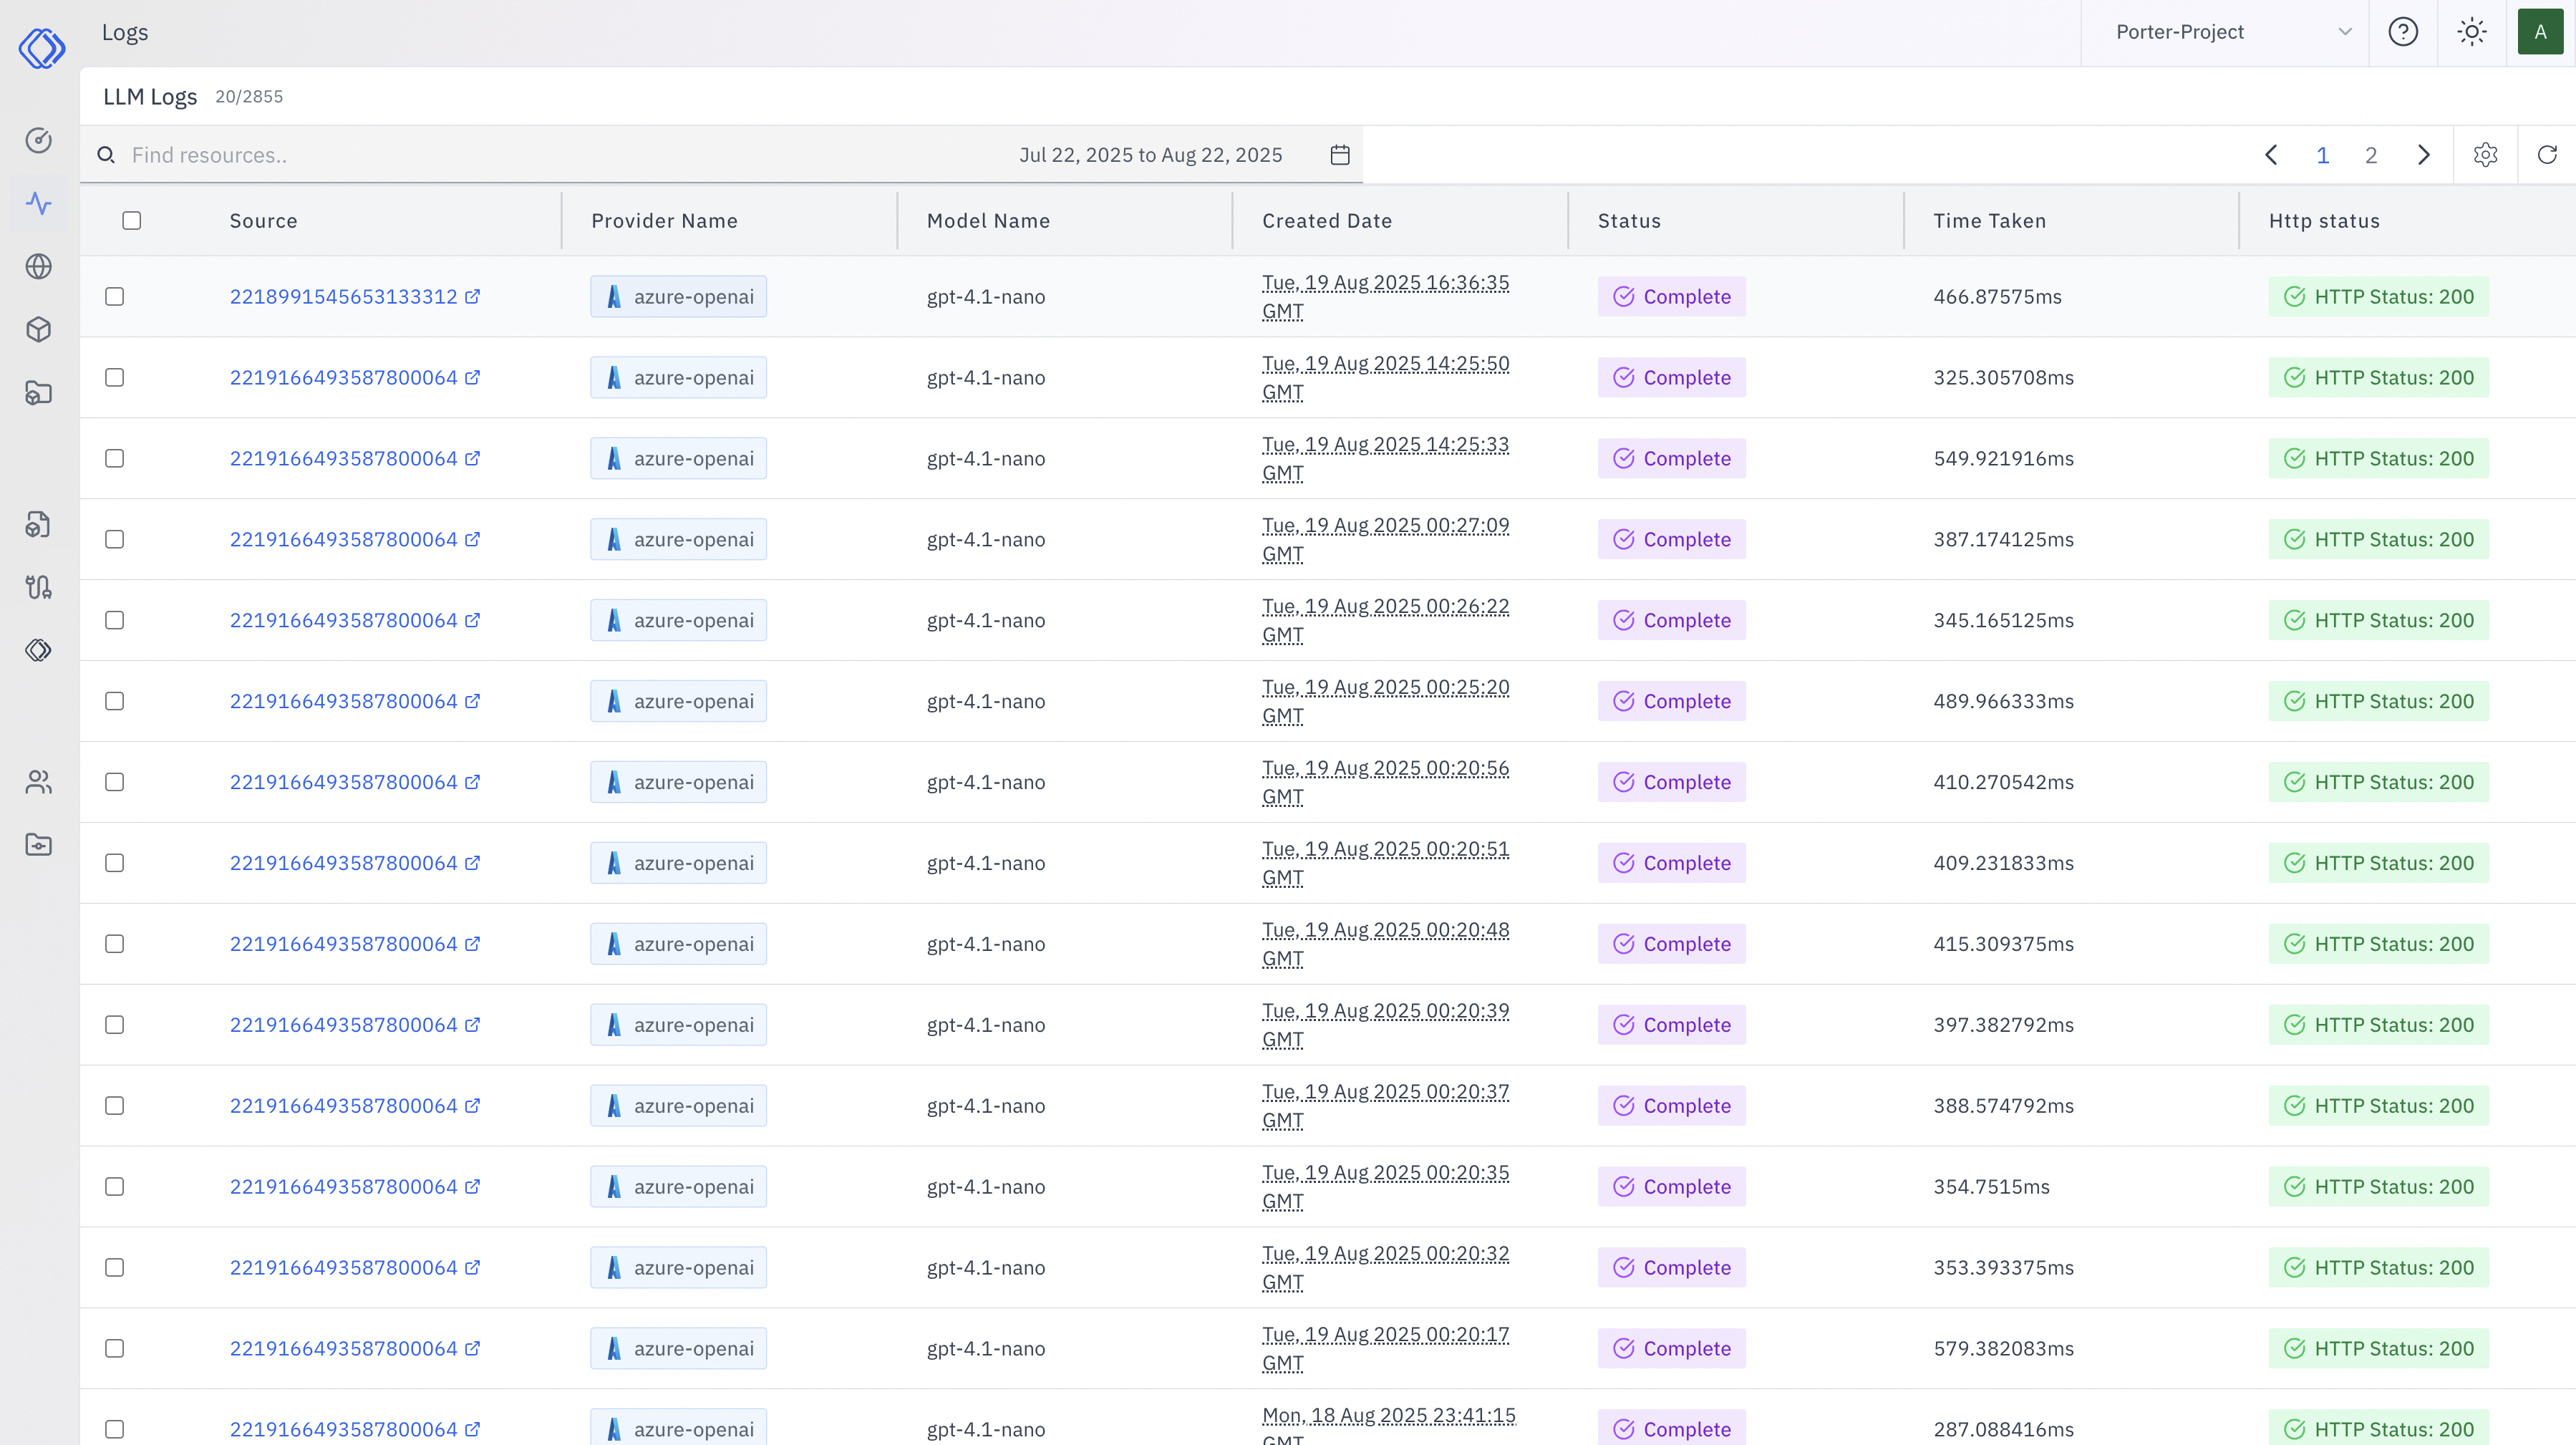 Logs
Porter-Project
A
LLM Logs 20/2855
Find resources..
Jul 22, 2025 to Aug 22, 2025
1 2
Source Provider Name Model Name Created Date Status Time Taken Http status
2218991545653133312 azure-openai gpt-4.1-nano Tue, 19 Aug 2025 16:36:35 GMT Complete 466.87575ms HTTP Status: 200
2219166493587800064 azure-openai gpt-4.1-nano Tue, 19 Aug 2025 14:25:50 GMT Complete 325.305708ms HTTP Status: 200
2219166493587800064 azure-openai gpt-4.1-nano Tue, 19 Aug 2025 14:25:33 GMT Complete 549.921916ms HTTP Status: 200
2219166493587800064 azure-openai gpt-4.1-nano Tue, 19 Aug 2025 00:27:09 GMT Complete 387.174125ms HTTP Status: 200
2219166493587800064 azure-openai gpt-4.1-nano Tue, 19 Aug 2025 00:26:22 GMT Complete 345.165125ms HTTP Status: 200
2219166493587800064 azure-openai gpt-4.1-nano Tue, 19 Aug 2025 00:25:20 GMT Complete 489.966333ms HTTP Status: 200
2219166493587800064 azure-openai gpt-4.1-nano Tue, 19 Aug 2025 00:20:56 GMT Complete 410.270542ms HTTP Status: 200
2219166493587800064 azure-openai gpt-4.1-nano Tue, 19 Aug 2025 00:20:51 GMT Complete 409.231833ms HTTP Status: 200
2219166493587800064 azure-openai gpt-4.1-nano Tue, 19 Aug 2025 00:20:48 GMT Complete 415.309375ms HTTP Status: 200
2219166493587800064 azure-openai gpt-4.1-nano Tue, 19 Aug 2025 00:20:39 GMT Complete 397.382792ms HTTP Status: 200
2219166493587800064 azure-openai gpt-4.1-nano Tue, 19 Aug 2025 00:20:37 GMT Complete 388.574792ms HTTP Status: 200
2219166493587800064 azure-openai gpt-4.1-nano Tue, 19 Aug 2025 00:20:35 GMT Complete 354.7515ms HTTP Status: 200
2219166493587800064 azure-openai gpt-4.1-nano Tue, 19 Aug 2025 00:20:32 GMT Complete 353.393375ms HTTP Status: 200
2219166493587800064 azure-openai gpt-4.1-nano Tue, 19 Aug 2025 00:20:17 GMT Complete 579.382083ms HTTP Status: 200
2219166493587800064 azure-openai gpt-4.1-nano Mon, 18 Aug 2025 23:41:15 GMT Complete 287.088416ms HTTP Status: 200